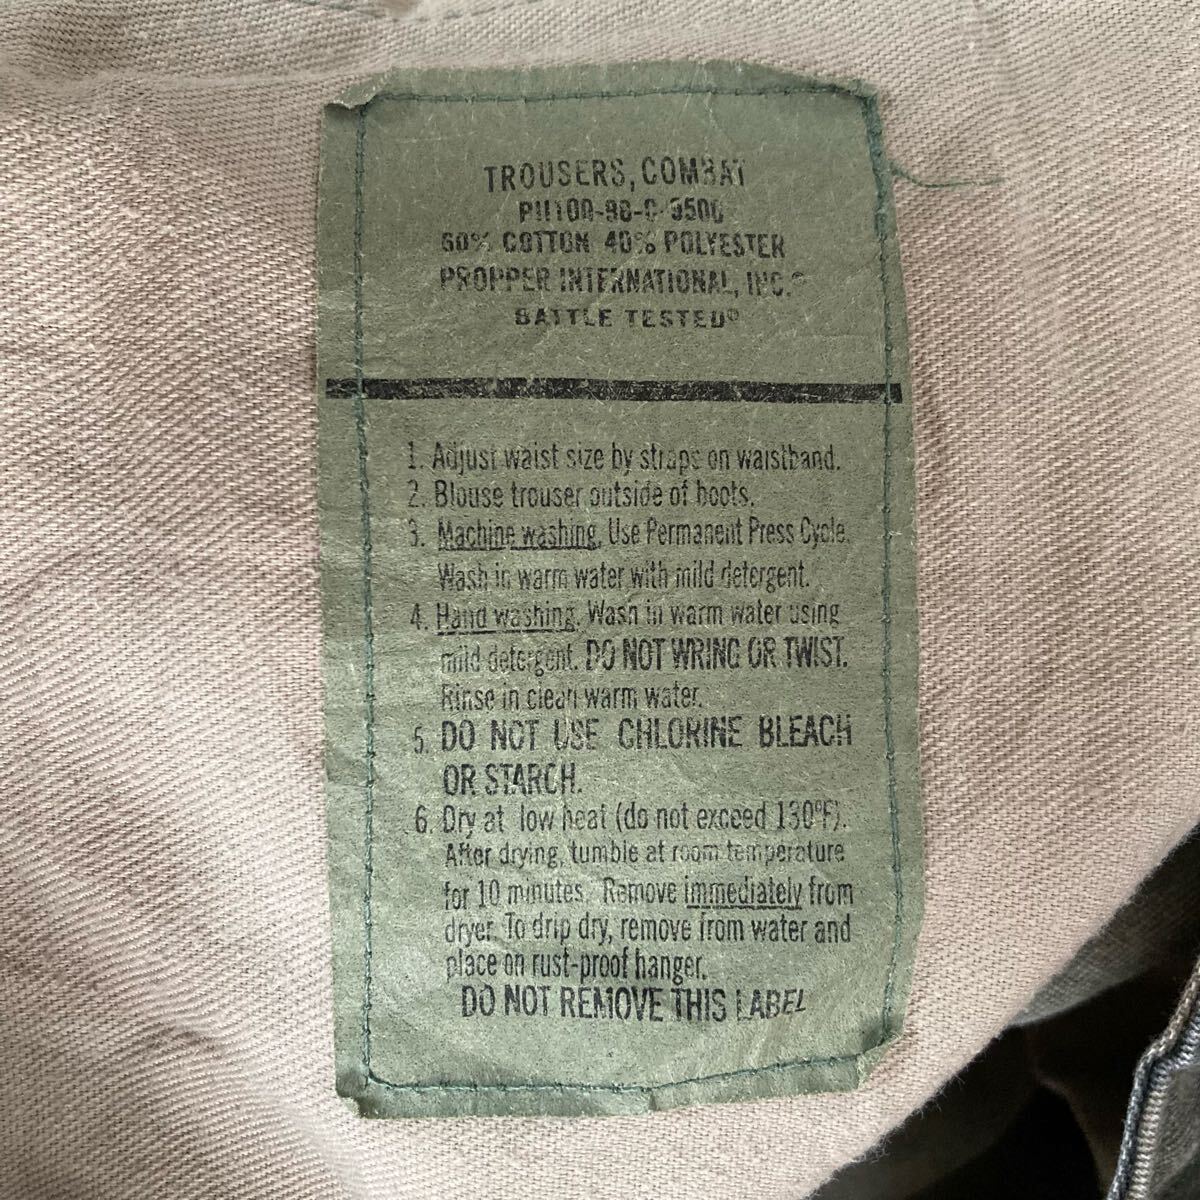 TROUSERS, COMBAT
60% COTTON 40% POLYESTER
PROPPER INTERNATIONAL, INC.®
BATTLE TESTED®
1. Adjust waist size by straps on waistband.
2. Blouse trouser outside of boots.
3. Machine washing. Use Permanent Press Cycle.
Wash in warm water with mild detergent.
4. Hand washing. Wash in warm water using
mild detergent. DO NOT WRING OR TWIST.
Rinse in clean warm water.
5. DO NOT USE CHLORINE BLEACH
OR STARCH.
6. Dry at low heat (do not exceed 130°F).
After drying, tumble at room temperature
for 10 minutes. Remove immediately from
dryer. To drip dry, remove from water and
place on rust-proof hanger.
DO NOT REMOVE THIS LABEL